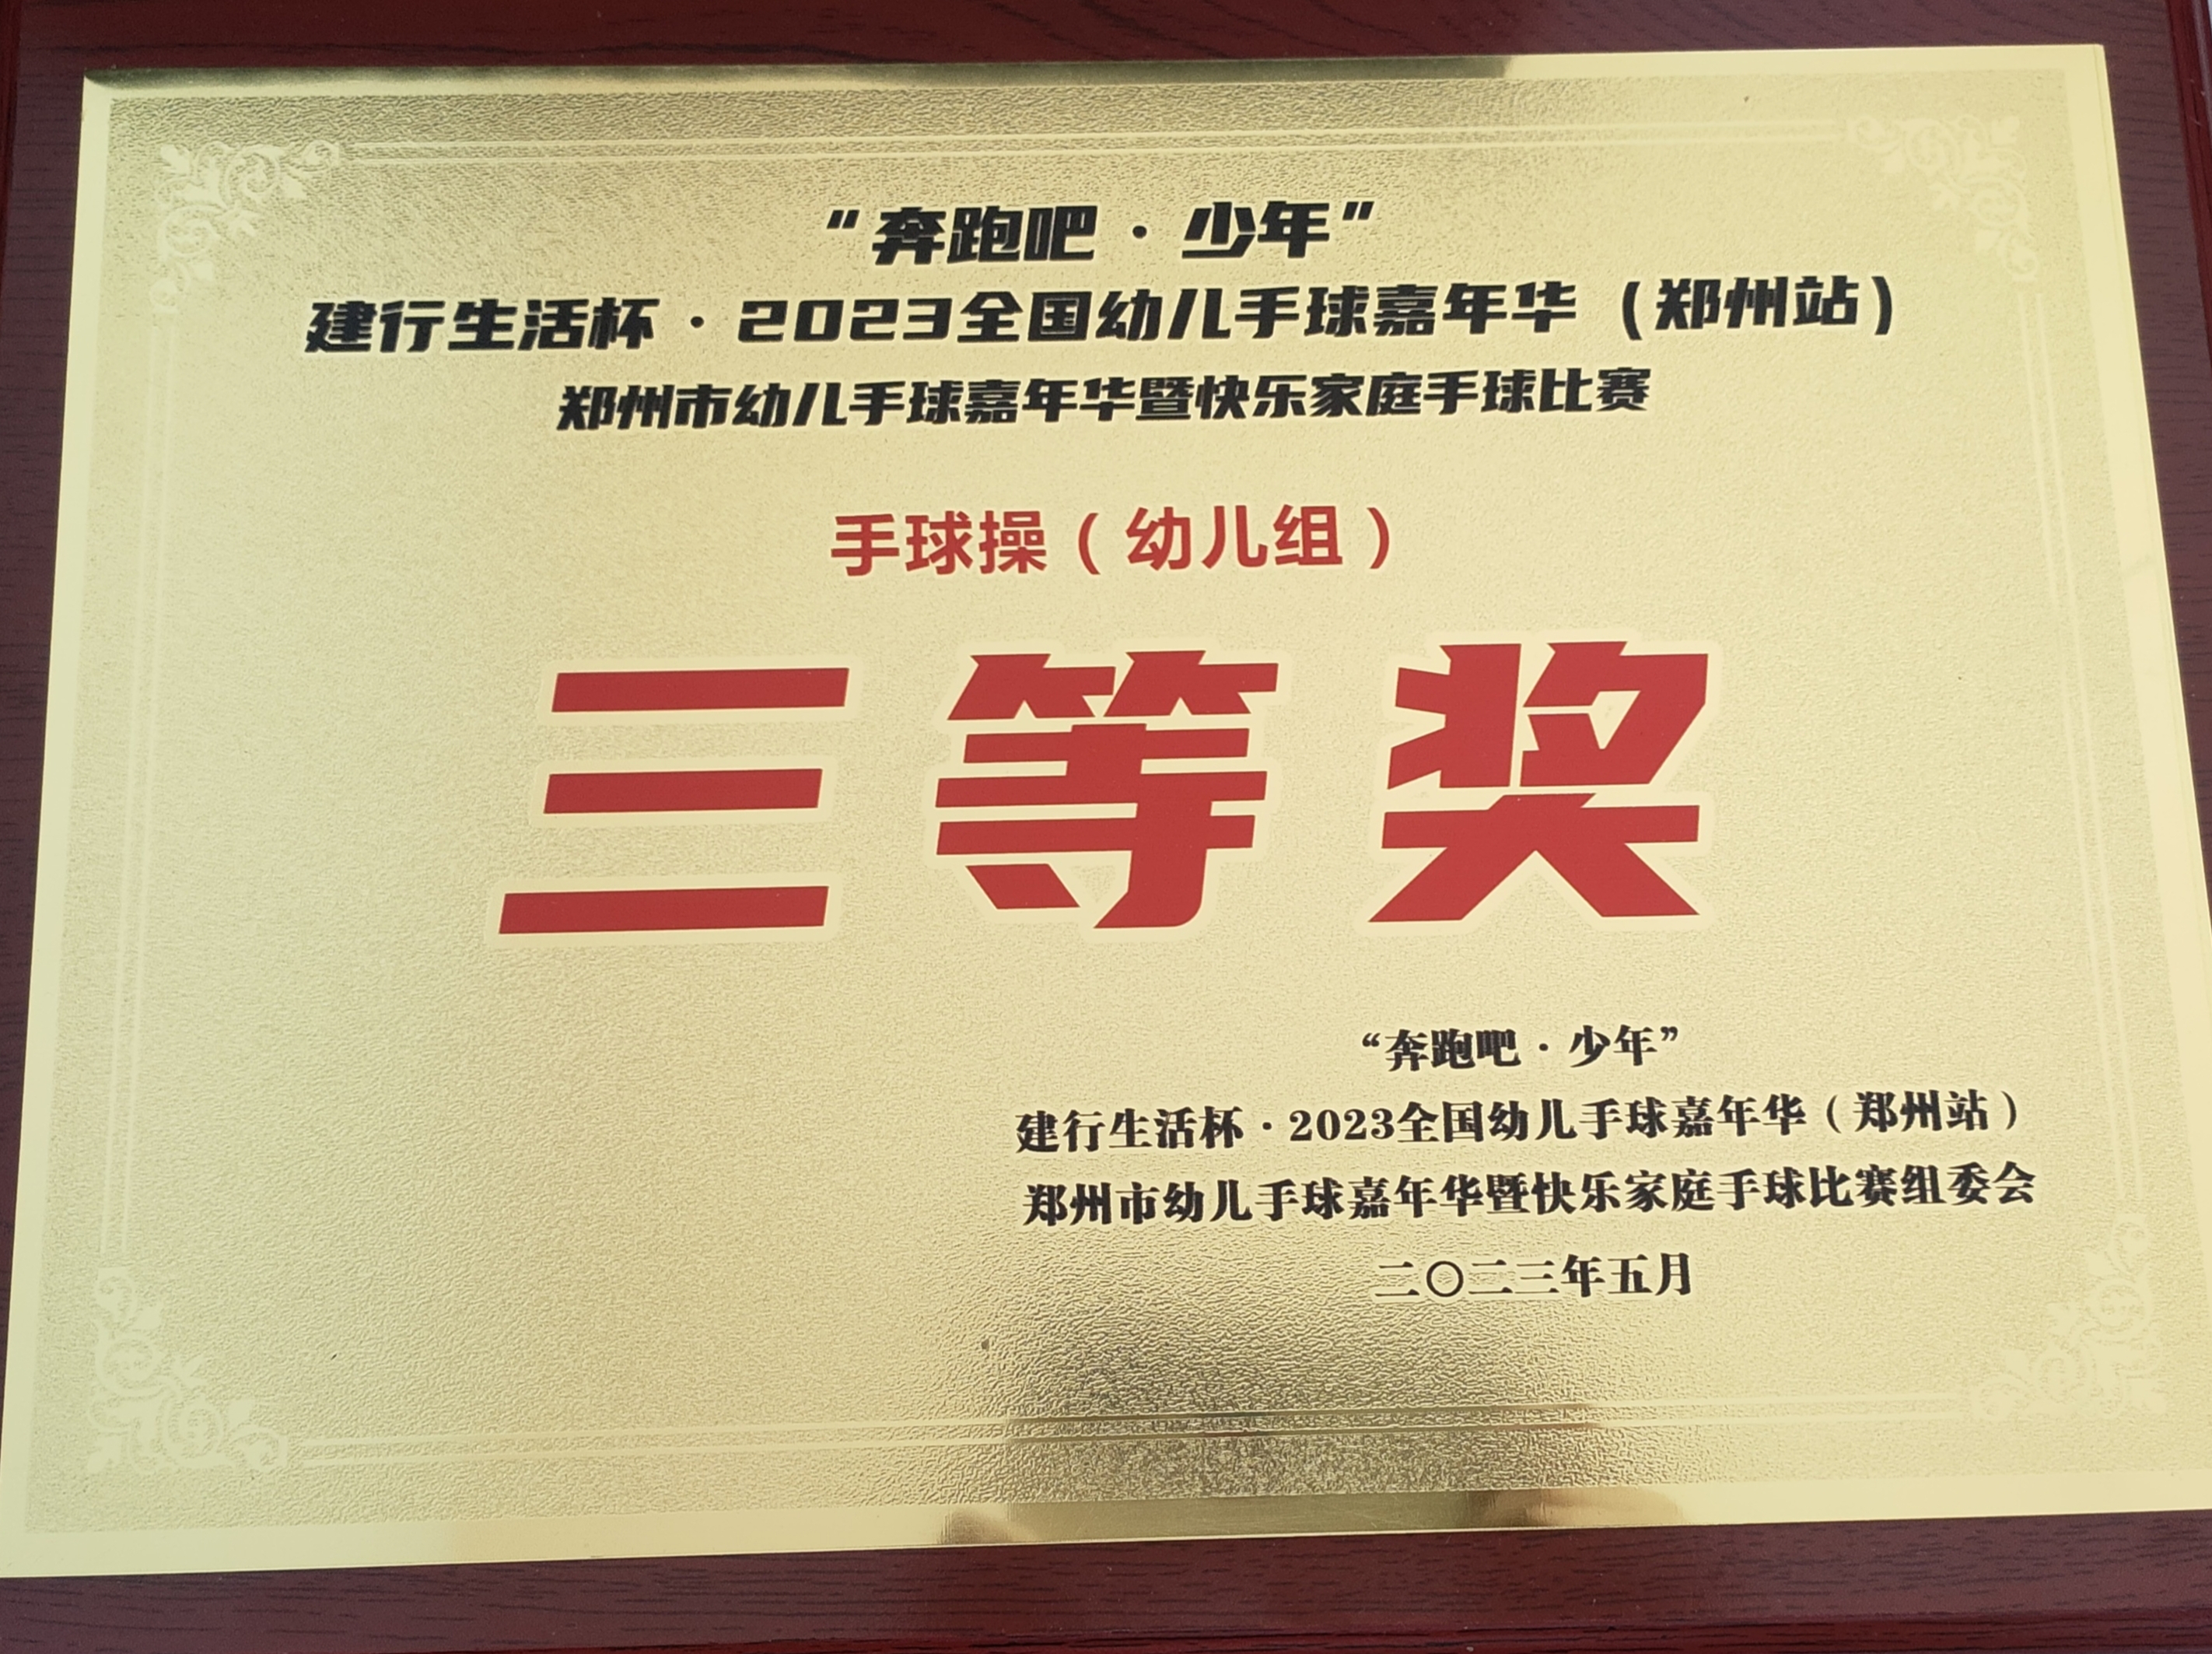 “奔跑吧·少年”
建行生活杯·2023全国幼儿手球嘉年华（郑州站）
郑州市幼儿手球嘉年华暨快乐家庭手球比赛
手球操（幼儿组）
三等奖
“奔跑吧·少年”
建行生活杯·2023全国幼儿手球嘉年华（郑州站）
郑州市幼儿手球嘉年华暨快乐家庭手球比赛组委会
二〇二三年五月